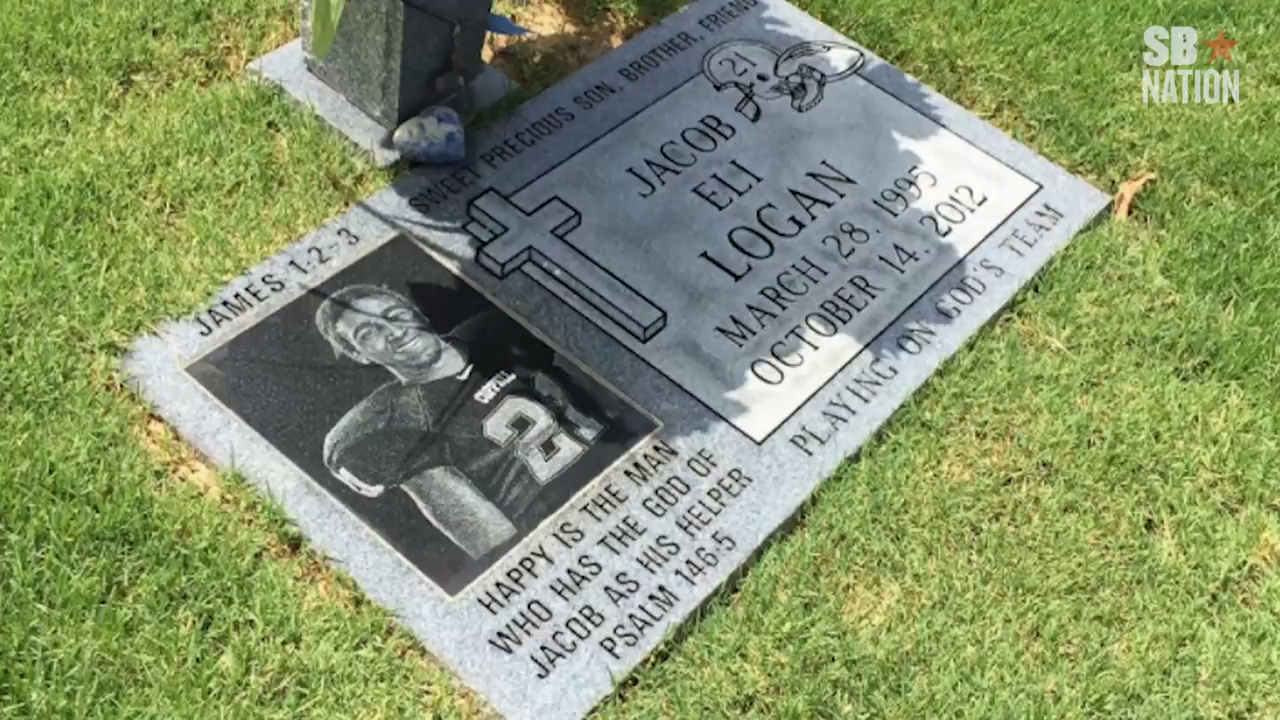 SWEET PRECIOUS SON, BROTHER, FRIEND
21
JACOB
ELI
LOGAN
MARCH 28, 1995
OCTOBER 14, 2012
JAMES 1:2-3
21
HAPPY IS THE MAN
WHO HAS THE GOD OF
JACOB AS HIS HELPER
PSALM 146:5
PLAYING ON GOD'S TEAM
SB
NATION